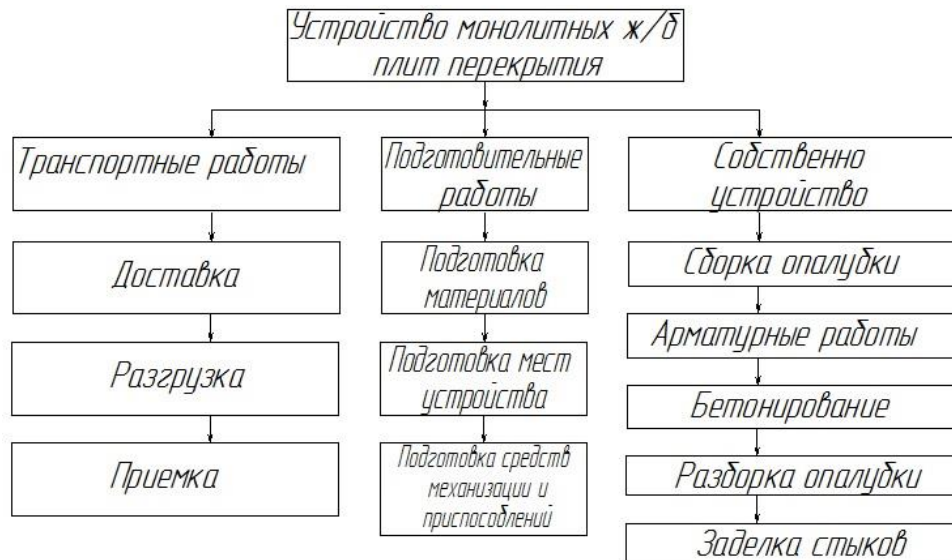 Устройство монолитных ж/б
плит перекрытия
Транспортные работы
Доставка
Разгрузка
Приемка
Подготовительные
работы
Подготовка
материалов
Подготовка мест
устройства
Подготовка средств
механизации и
приспособлений
Собственно
устройство
Сборка опалубки
Арматурные работы
Бетонирование
Разборка опалубки
Заделка стыков